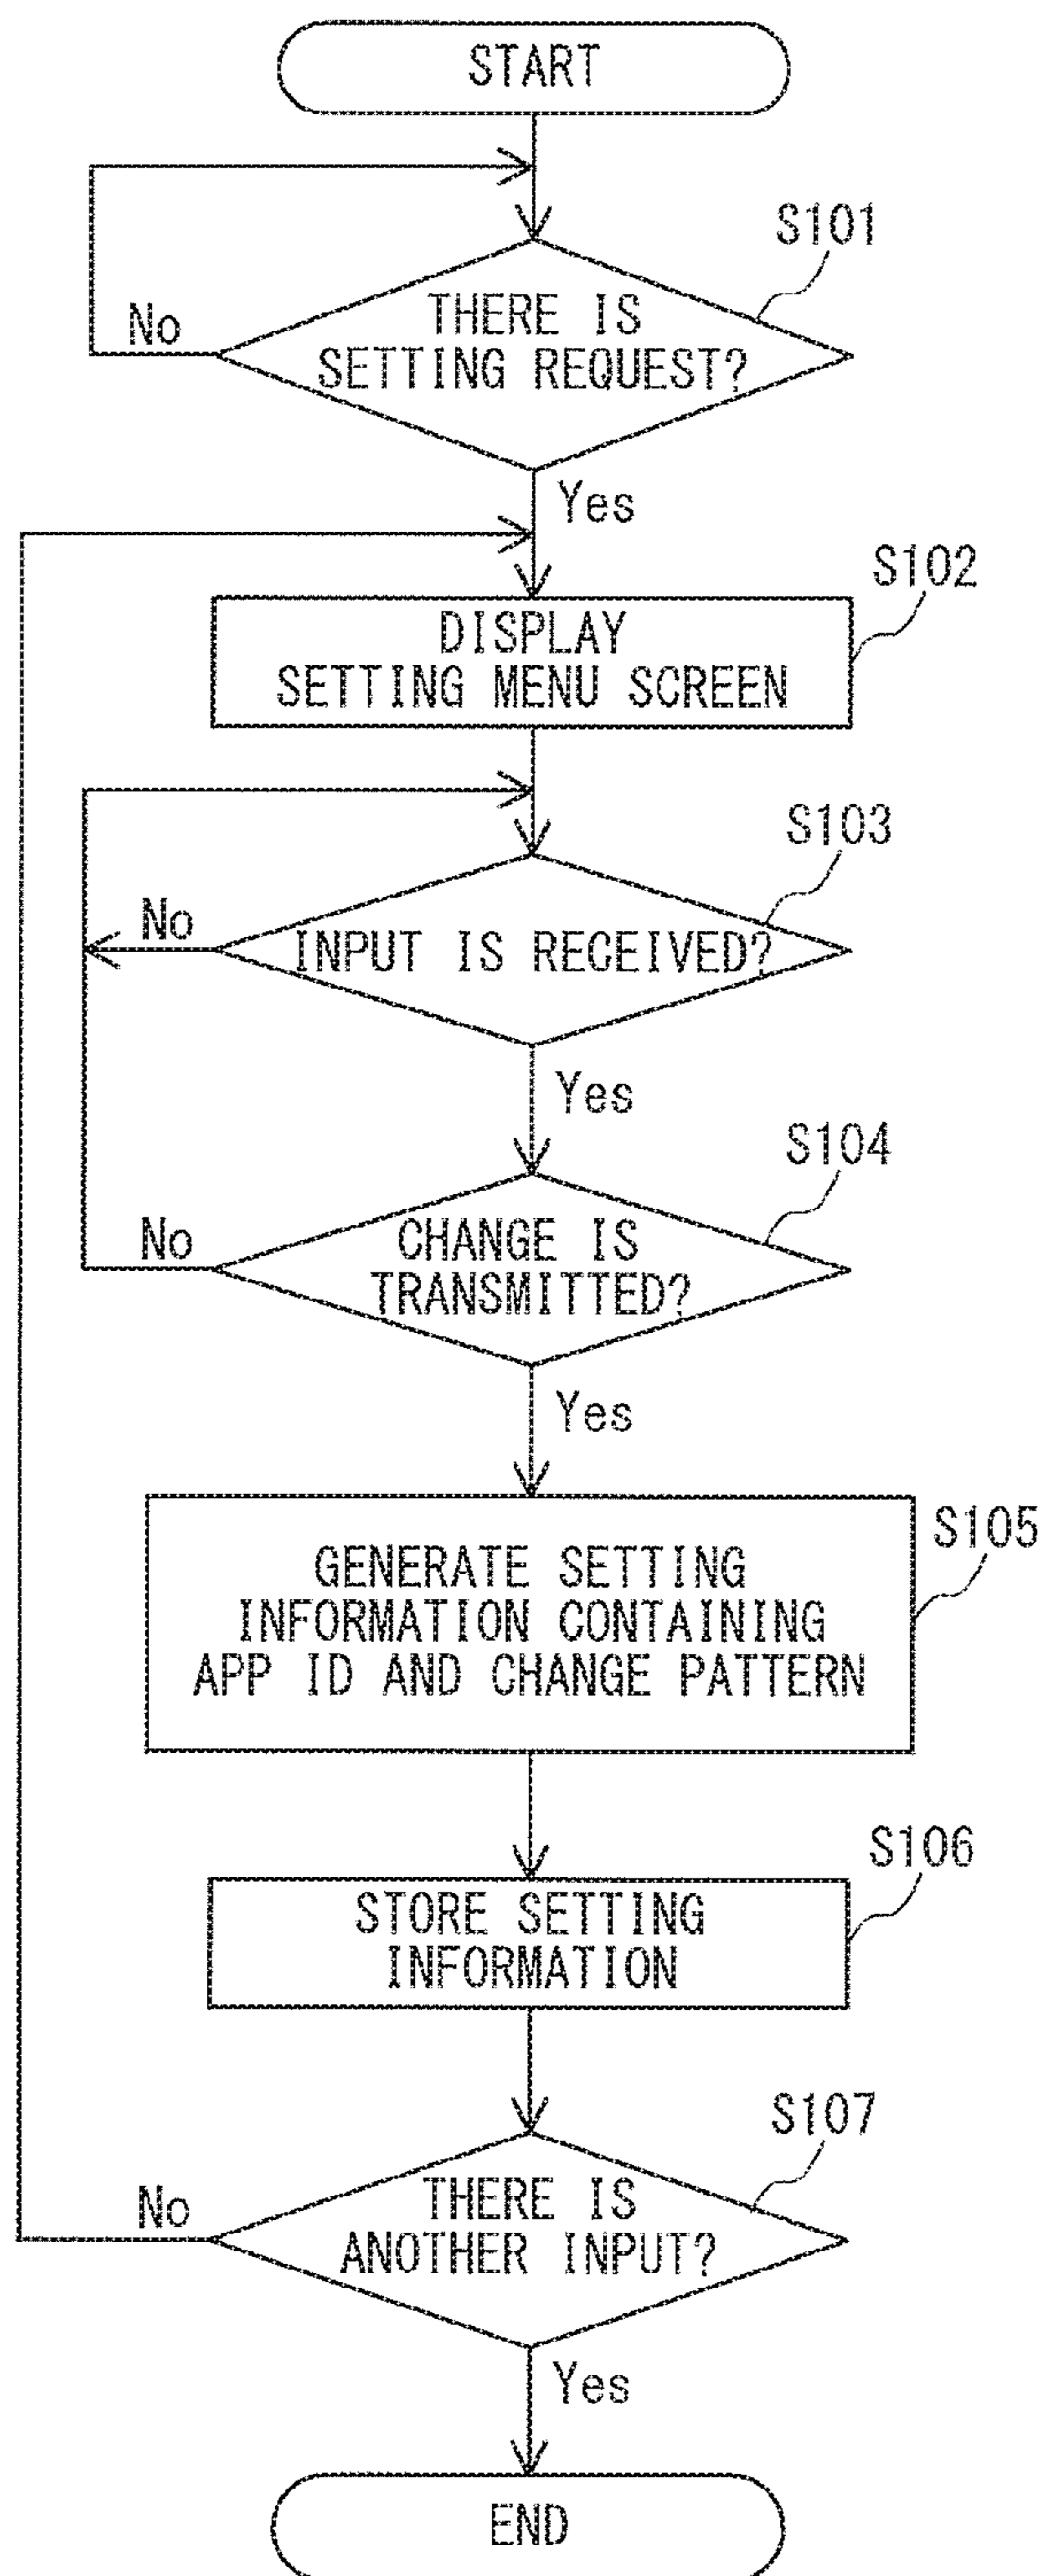 START
S101
THERE IS
SETTING REQUEST?
No
Yes
S102
DISPLAY
SETTING MENU SCREEN
S103
INPUT IS RECEIVED?
No
Yes
S104
CHANGE IS
TRANSMITTED?
No
Yes
S105
GENERATE SETTING
INFORMATION CONTAINING
APP ID AND CHANGE PATTERN
S106
STORE SETTING
INFORMATION
S107
THERE IS
ANOTHER INPUT?
No
Yes
END